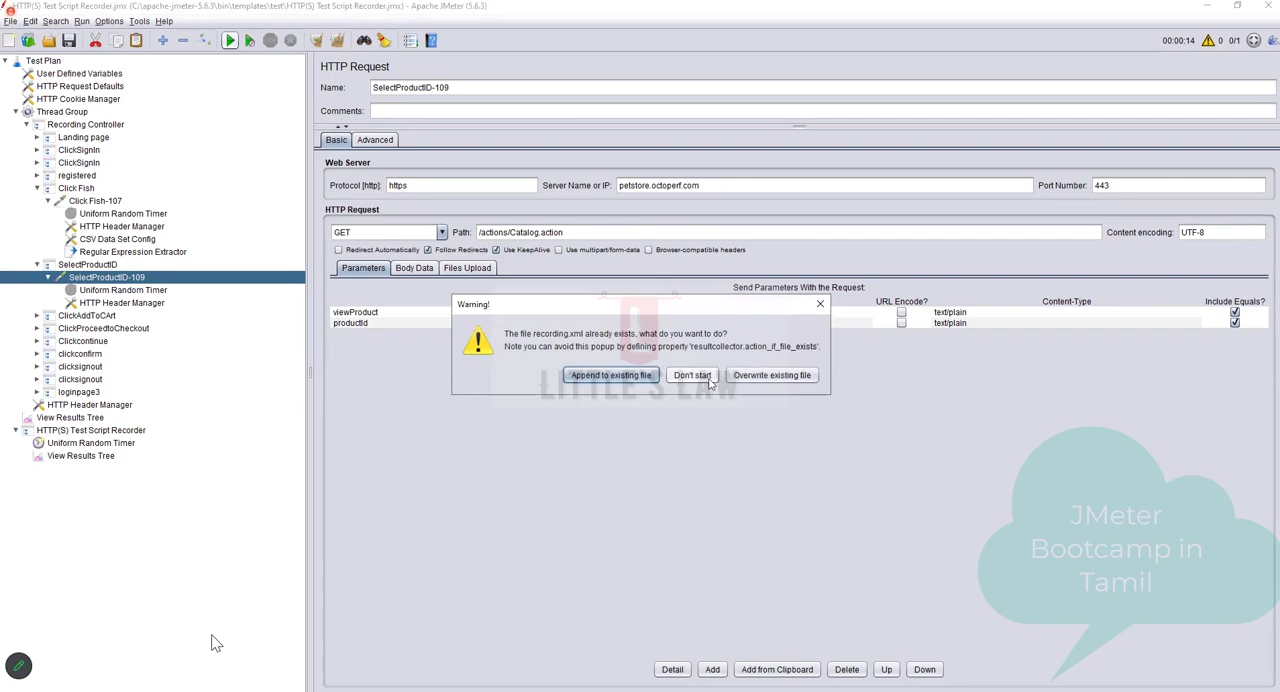 HTTP(S) Test Script Recorder.jmx (C:\apache-jmeter-5.6.3\bin\templates\test\HTTP(S) Test Script Recorder.jmx) - Apache JMeter (5.6.3)
File Edit Search Run Options Tools Help
00:00:14 0 0/1
Test Plan
User Defined Variables
HTTP Request Defaults
HTTP Cookie Manager
Thread Group
Recording Controller
Landing page
ClickSignIn
ClickSignIn
registered
Click Fish
Click Fish-107
Uniform Random Timer
HTTP Header Manager
CSV Data Set Config
Regular Expression Extractor
SelectProductID
SelectProductID-109
Uniform Random Timer
HTTP Header Manager
ClickAddToCArt
ClickProceedtoCheckout
Clickcontinue
clickconfirm
clicksignout
clicksignout
loginpage3
HTTP Header Manager
View Results Tree
HTTP(S) Test Script Recorder
Uniform Random Timer
View Results Tree
HTTP Request
Name: SelectProductID-109
Comments:
Basic Advanced
Web Server
Protocol [http]: https Server Name or IP: petstore.octoperf.com Port Number: 443
HTTP Request
GET Path: /actions/Catalog.action Content encoding: UTF-8
Redirect Automatically Follow Redirects Use KeepAlive Use multipart/form-data Browser-compatible headers
Parameters Body Data Files Upload
Send Parameters With the Request:
URL Encode? Content-Type Include Equals?
viewProduct text/plain
productId text/plain
Warning!
The file recording.xml already exists, what do you want to do?
Note you can avoid this popup by defining property 'resultcollector.action_if_file_exists'.
Append to existing file Don't start Overwrite existing file
LITTLE'S LAW
JMeter
Bootcamp in
Tamil
Detail Add Add from Clipboard Delete Up Down